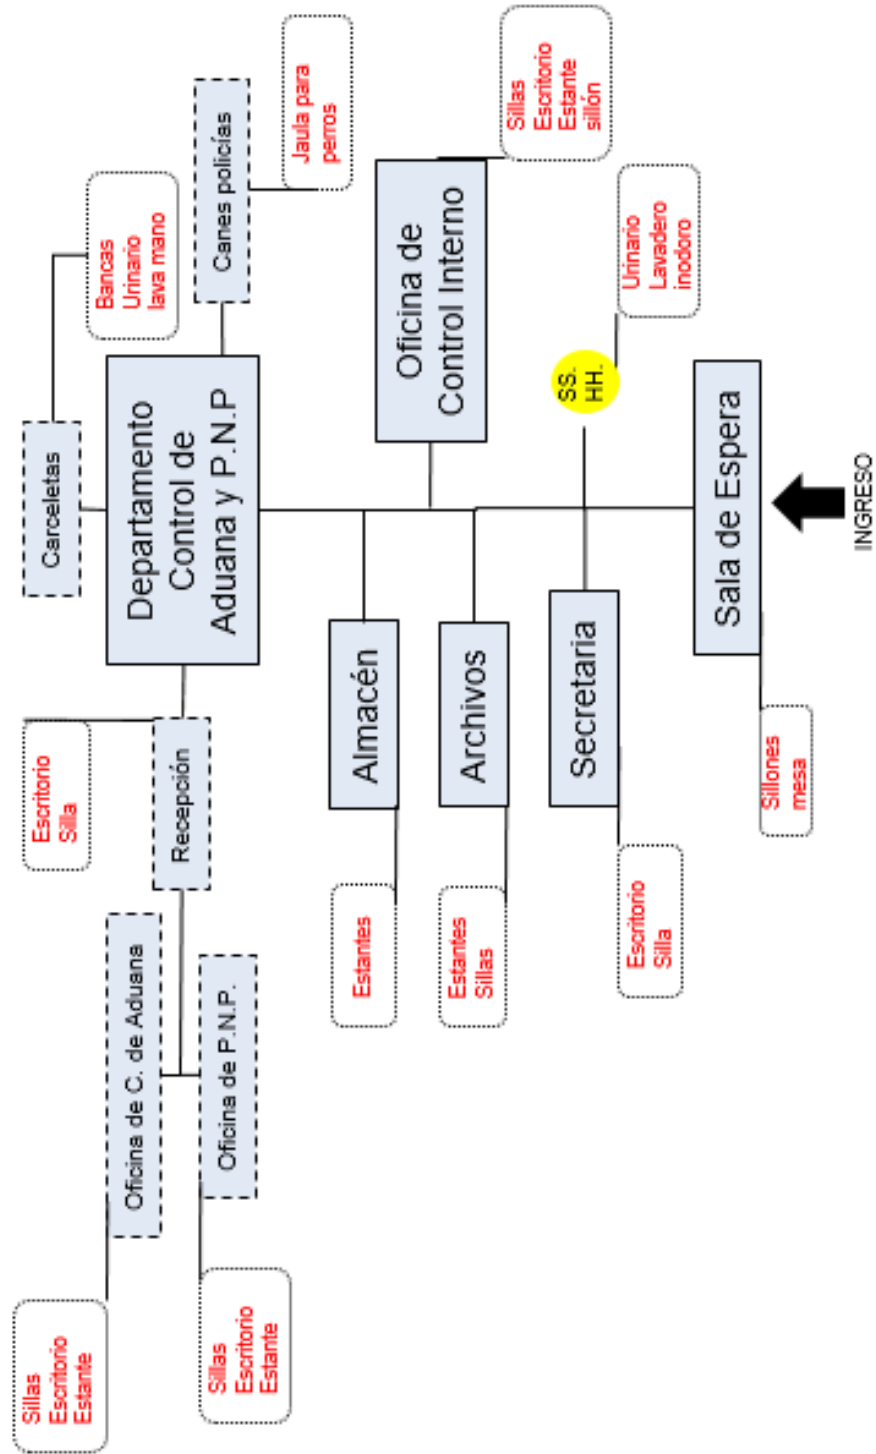 Sillas
Escritorio
Estante
Escritorio
Silla
Carceletas
Bancas
Urinario
lava mano
Oficina de C. de Aduana
Recepción
Departamento
Control de
Aduana y P.N.P
Sillas
Escritorio
Estante
Oficina de P.N.P.
Canes policías
Jaula para
perros
Estantes
Almacén
Oficina de
Control Interno
Estantes
Sillas
Archivos
Sillas
Escritorio
Estante
sillón
Secretaria
SS.
HH.
Escritorio
Silla
Urinario
Lavadero
inodoro
Sala de Espera
Sillones
mesa
INGRESO